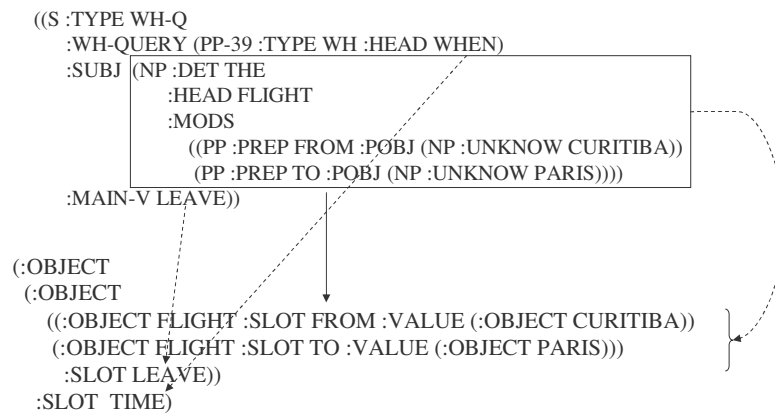 ((S :TYPE WH-Q
:WH-QUERY (PP-39 :TYPE WH :HEAD WHEN)
:SUBJ (NP :DET THE
:HEAD FLIGHT
:MODS
((PP :PREP FROM :POBJ (NP :UNKNOW CURITIBA))
(PP :PREP TO :POBJ (NP :UNKNOW PARIS))))
:MAIN-V LEAVE))
(:OBJECT
(:OBJECT
((:OBJECT FLIGHT :SLOT FROM :VALUE (:OBJECT CURITIBA))
(:OBJECT FLIGHT :SLOT TO :VALUE (:OBJECT PARIS)))
:SLOT LEAVE))
:SLOT TIME)